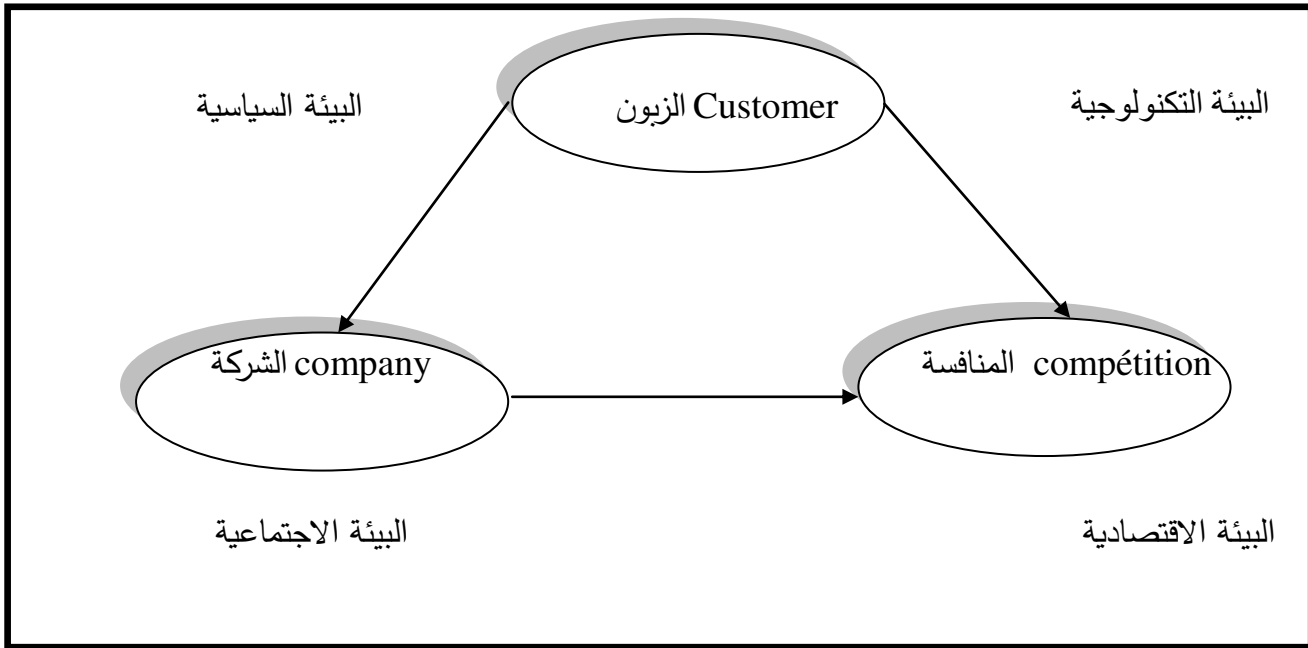 الزبون Customer
البيئة التكنولوجية
البيئة السياسية
compétition المنافسة
company الشركة
البيئة الاقتصادية
البيئة الاجتماعية